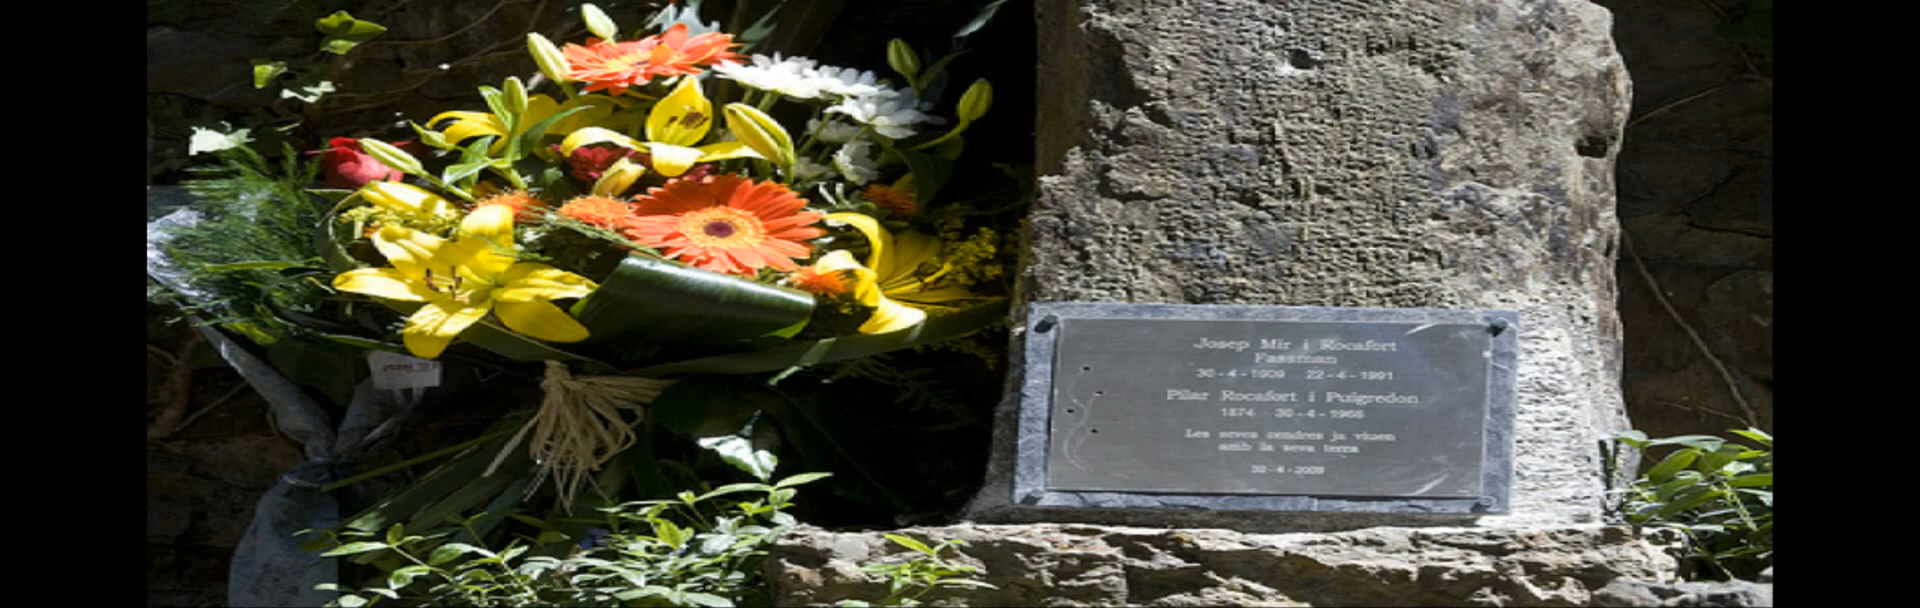 Josep Mir i Rocafort
Fassman
30-4-1909 22-4-1991
Pilar Rocafort i Puigredon
1874 30-4-1966
Les seves cendres ja viuen
amb la seva terra
30-4-2009